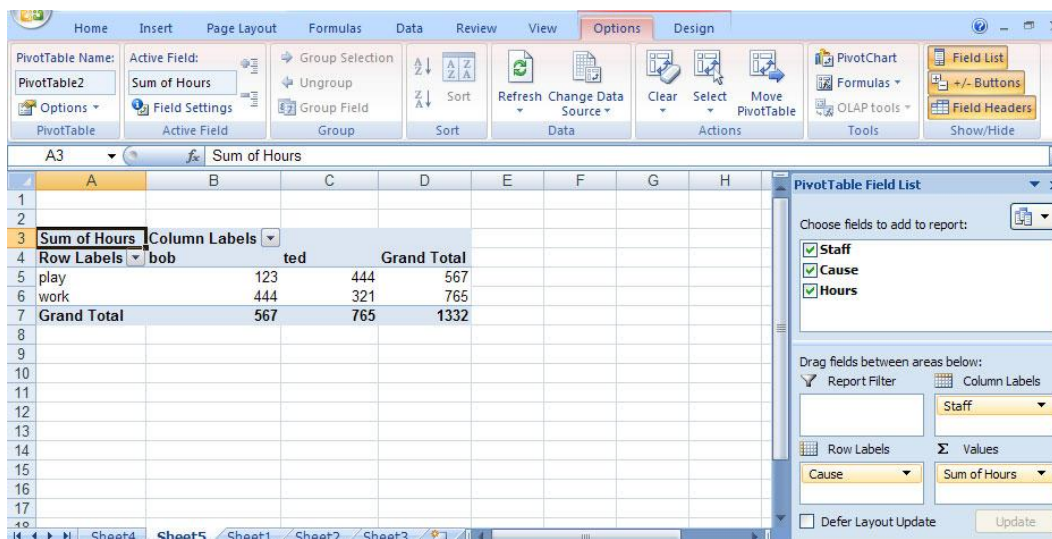 Home Insert Page Layout Formulas Data Review View Options Design
PivotTable Name: Active Field: Group Selection PivotChart Field List
PivotTable2 Sum of Hours Ungroup Sort Refresh Change Data Source Clear Select Move PivotTable Formulas +/- Buttons
Options Field Settings Group Field OLAP tools Field Headers
PivotTable Active Field Group Sort Data Actions Tools Show/Hide
A3 fx Sum of Hours
A B C D E F G H
PivotTable Field List
1
2
Choose fields to add to report:
3 Sum of Hours Column Labels
4 Row Labels bob ted Grand Total
5 play 123 444 567
6 work 444 321 765
7 Grand Total 567 765 1332
8
9
10
11
12
13
14
15
16
17
18
Staff
Cause
Hours
Drag fields between areas below:
Report Filter Column Labels
Staff
Row Labels Σ Values
Cause Sum of Hours
Defer Layout Update Update
Sheet4 Sheet5 Sheet1 Sheet2 Sheet3